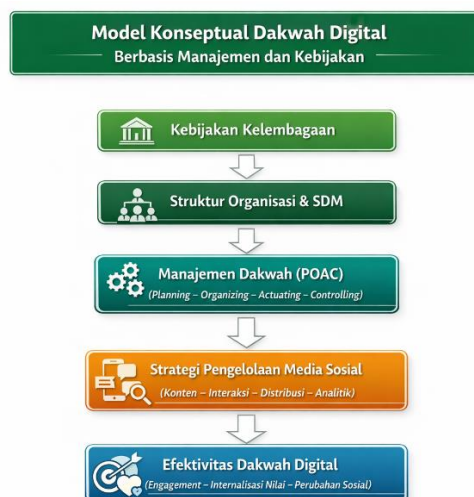 Model Konseptual Dakwah Digital
Berbasis Manajemen dan Kebijakan
Kebijakan Kelembagaan
Struktur Organisasi & SDM
Manajemen Dakwah (POAC)
(Planning – Organizing – Actuating – Controlling)
Strategi Pengelolaan Media Sosial
(Konten – Interaksi – Distribusi – Analitik)
Efektivitas Dakwah Digital
(Engagement – Internalisasi Nilai – Perubahan Sosial)